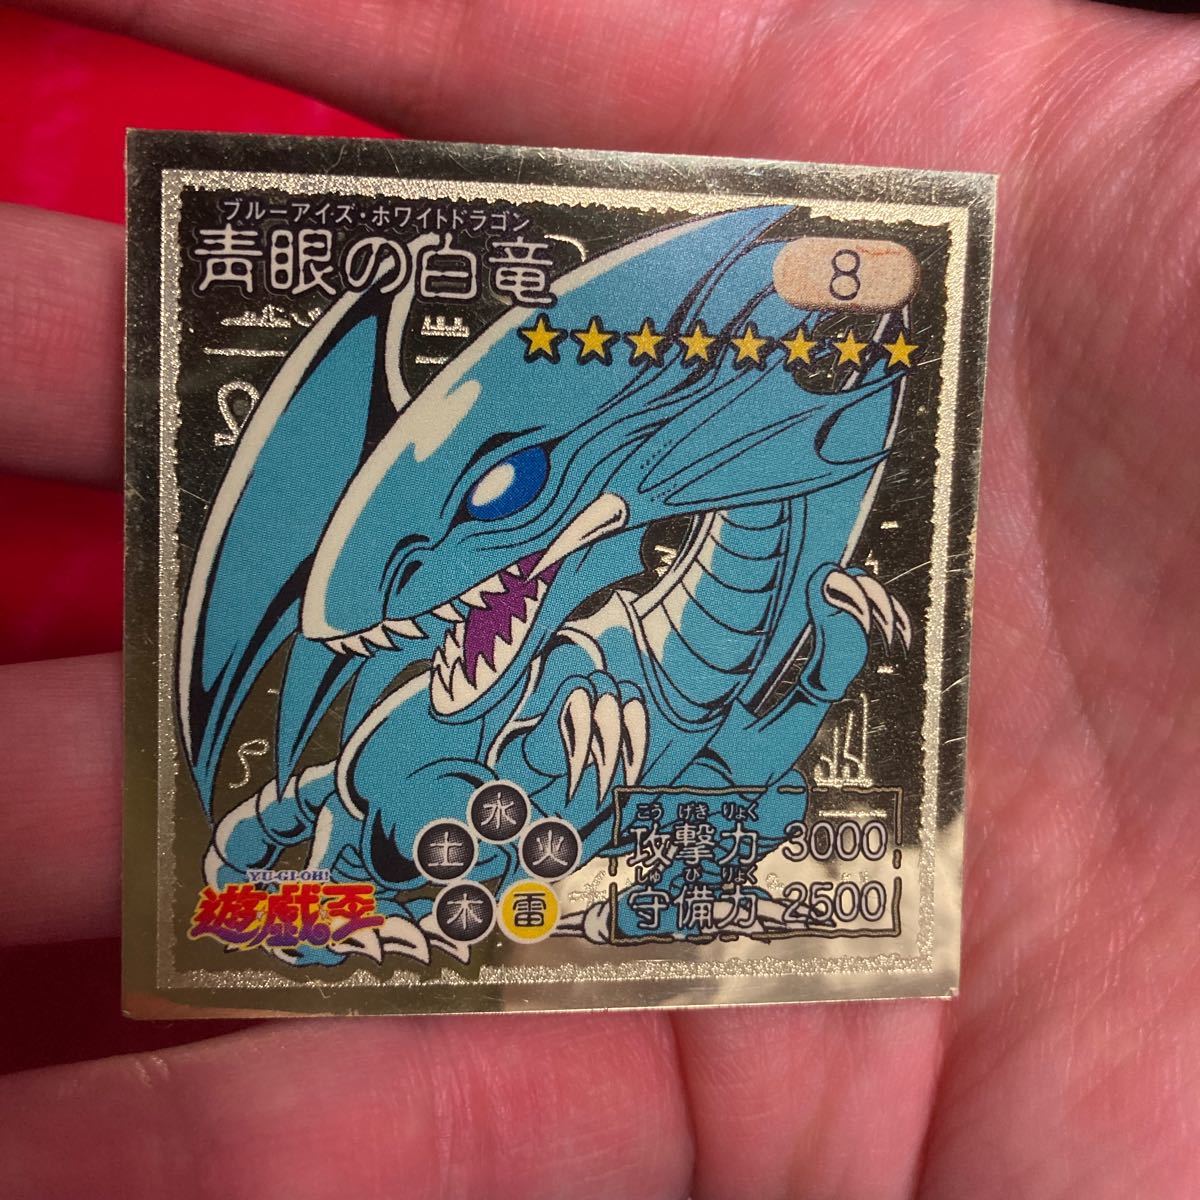 ブルーアイズ・ホワイトドラゴン
青眼の白竜
8
水
土 火
木 雷
YU-GI-OH!
遊戯王
こうげきりょく
攻撃力 3000
しゅびりょく
守備力 2500